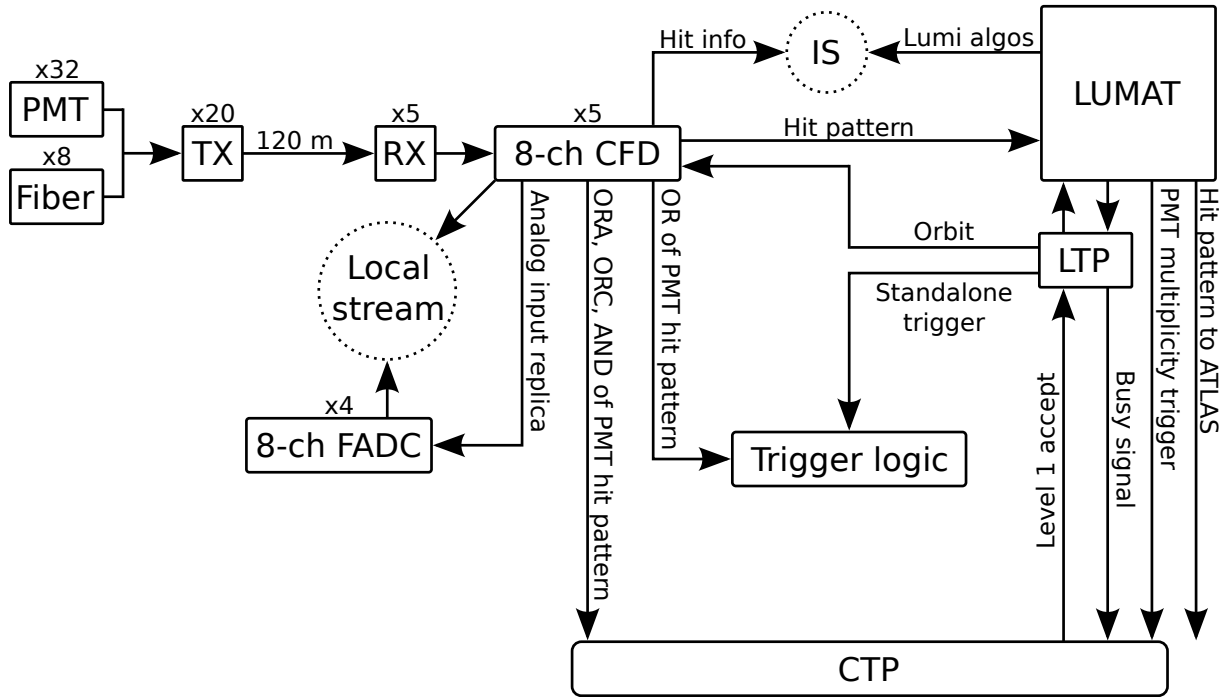 Hit info
IS
Lumi algos
LUMAT
x32
PMT
x20
TX
120 m
x5
RX
x5
8-ch CFD
Hit pattern
x8
Fiber
Local
stream
Analog input replica
ORA, ORC, AND of PMT hit pattern
OR of PMT hit pattern
Orbit
LTP
Standalone
trigger
PMT multiplicity trigger
Hit pattern to ATLAS
x4
8-ch FADC
Trigger logic
Level 1 accept
Busy signal
CTP